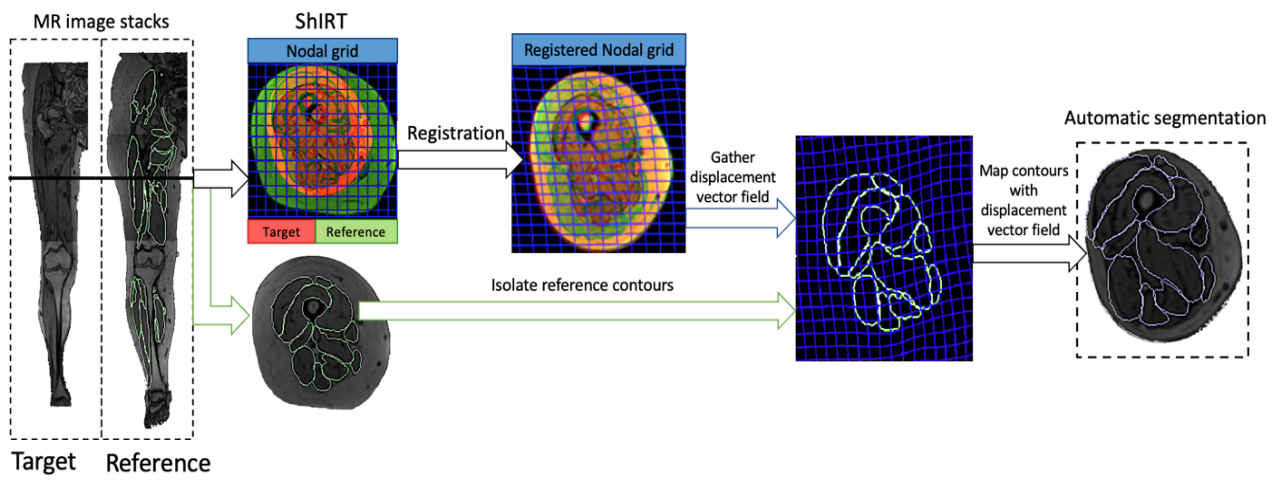 MR image stacks
ShIRT
Nodal grid
Registered Nodal grid
Registration
Target
Reference
Gather
displacement
vector field
Isolate reference contours
Map contours
with
displacement
vector field
Automatic segmentation
Target
Reference